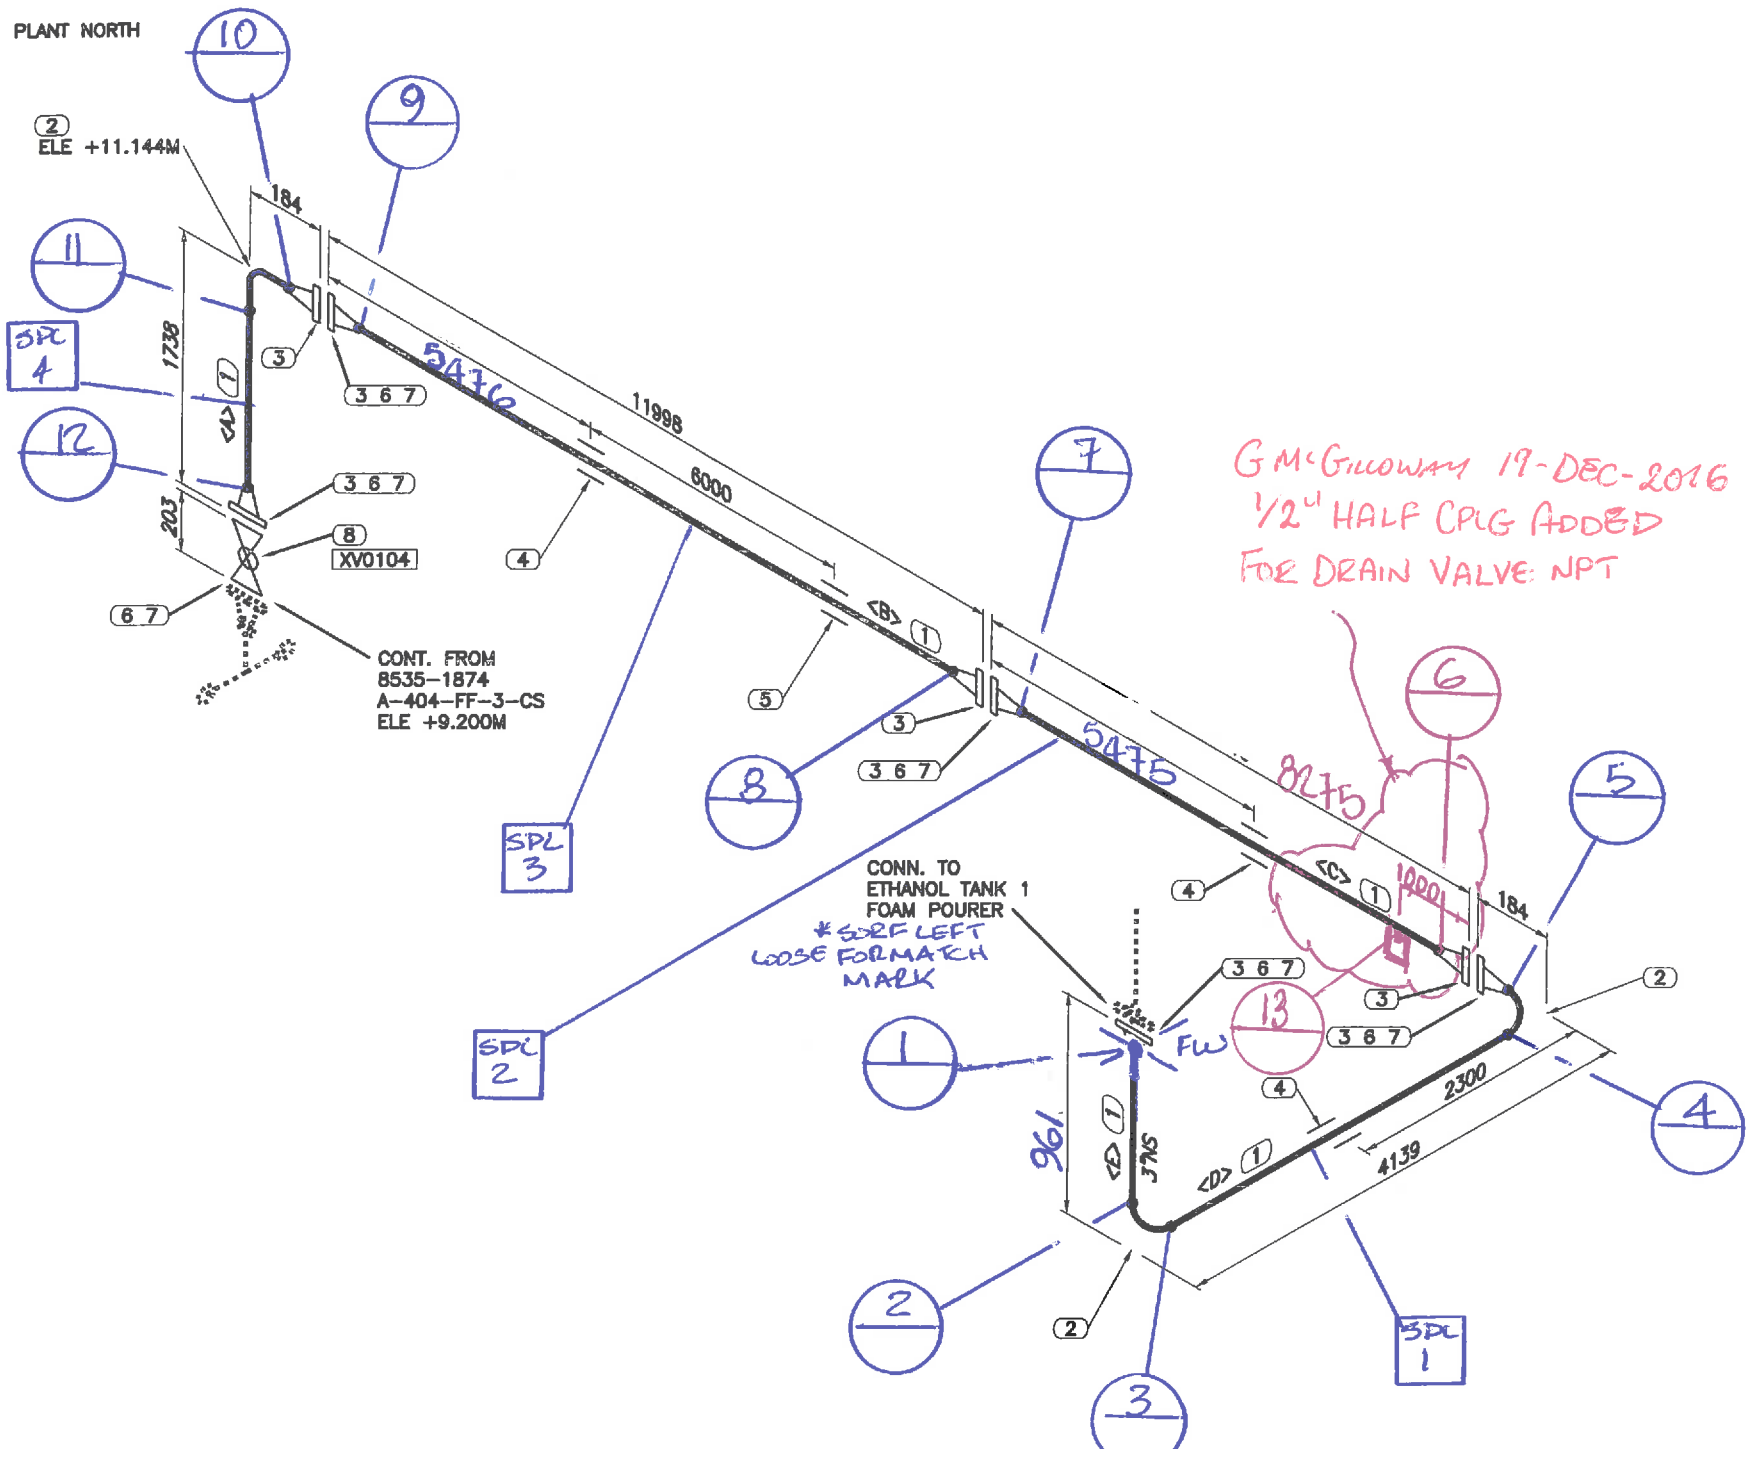 PLANT NORTH
10
9
2
ELE +11.144M
184
11
1738
SPL
4
1
<A>
3
3 6 7
5476
11998
12
3 6 7
203
8
XV0104
6 7
6000
4
7
G McGILLOWAY 19-DEC-2016
1/2" HALF CPLG ADDED
FOR DRAIN VALVE NPT
<B>
1
CONT. FROM
8535-1874
A-404-FF-3-CS
ELE +9.200M
5
3
3 6 7
6
5475
8275
8
5
SPL
3
CONN. TO
ETHANOL TANK 1
FOAM POURER
* SORF LEFT
LOOSE FOR MATCH
MARK
4
<C>
1
1000
184
3 6 7
3
2
13
3 6 7
SPL
2
1
FW
4
2300
4
4139
961
<E>
1
3"NS
<D>
1
2
2
3
SPL
1